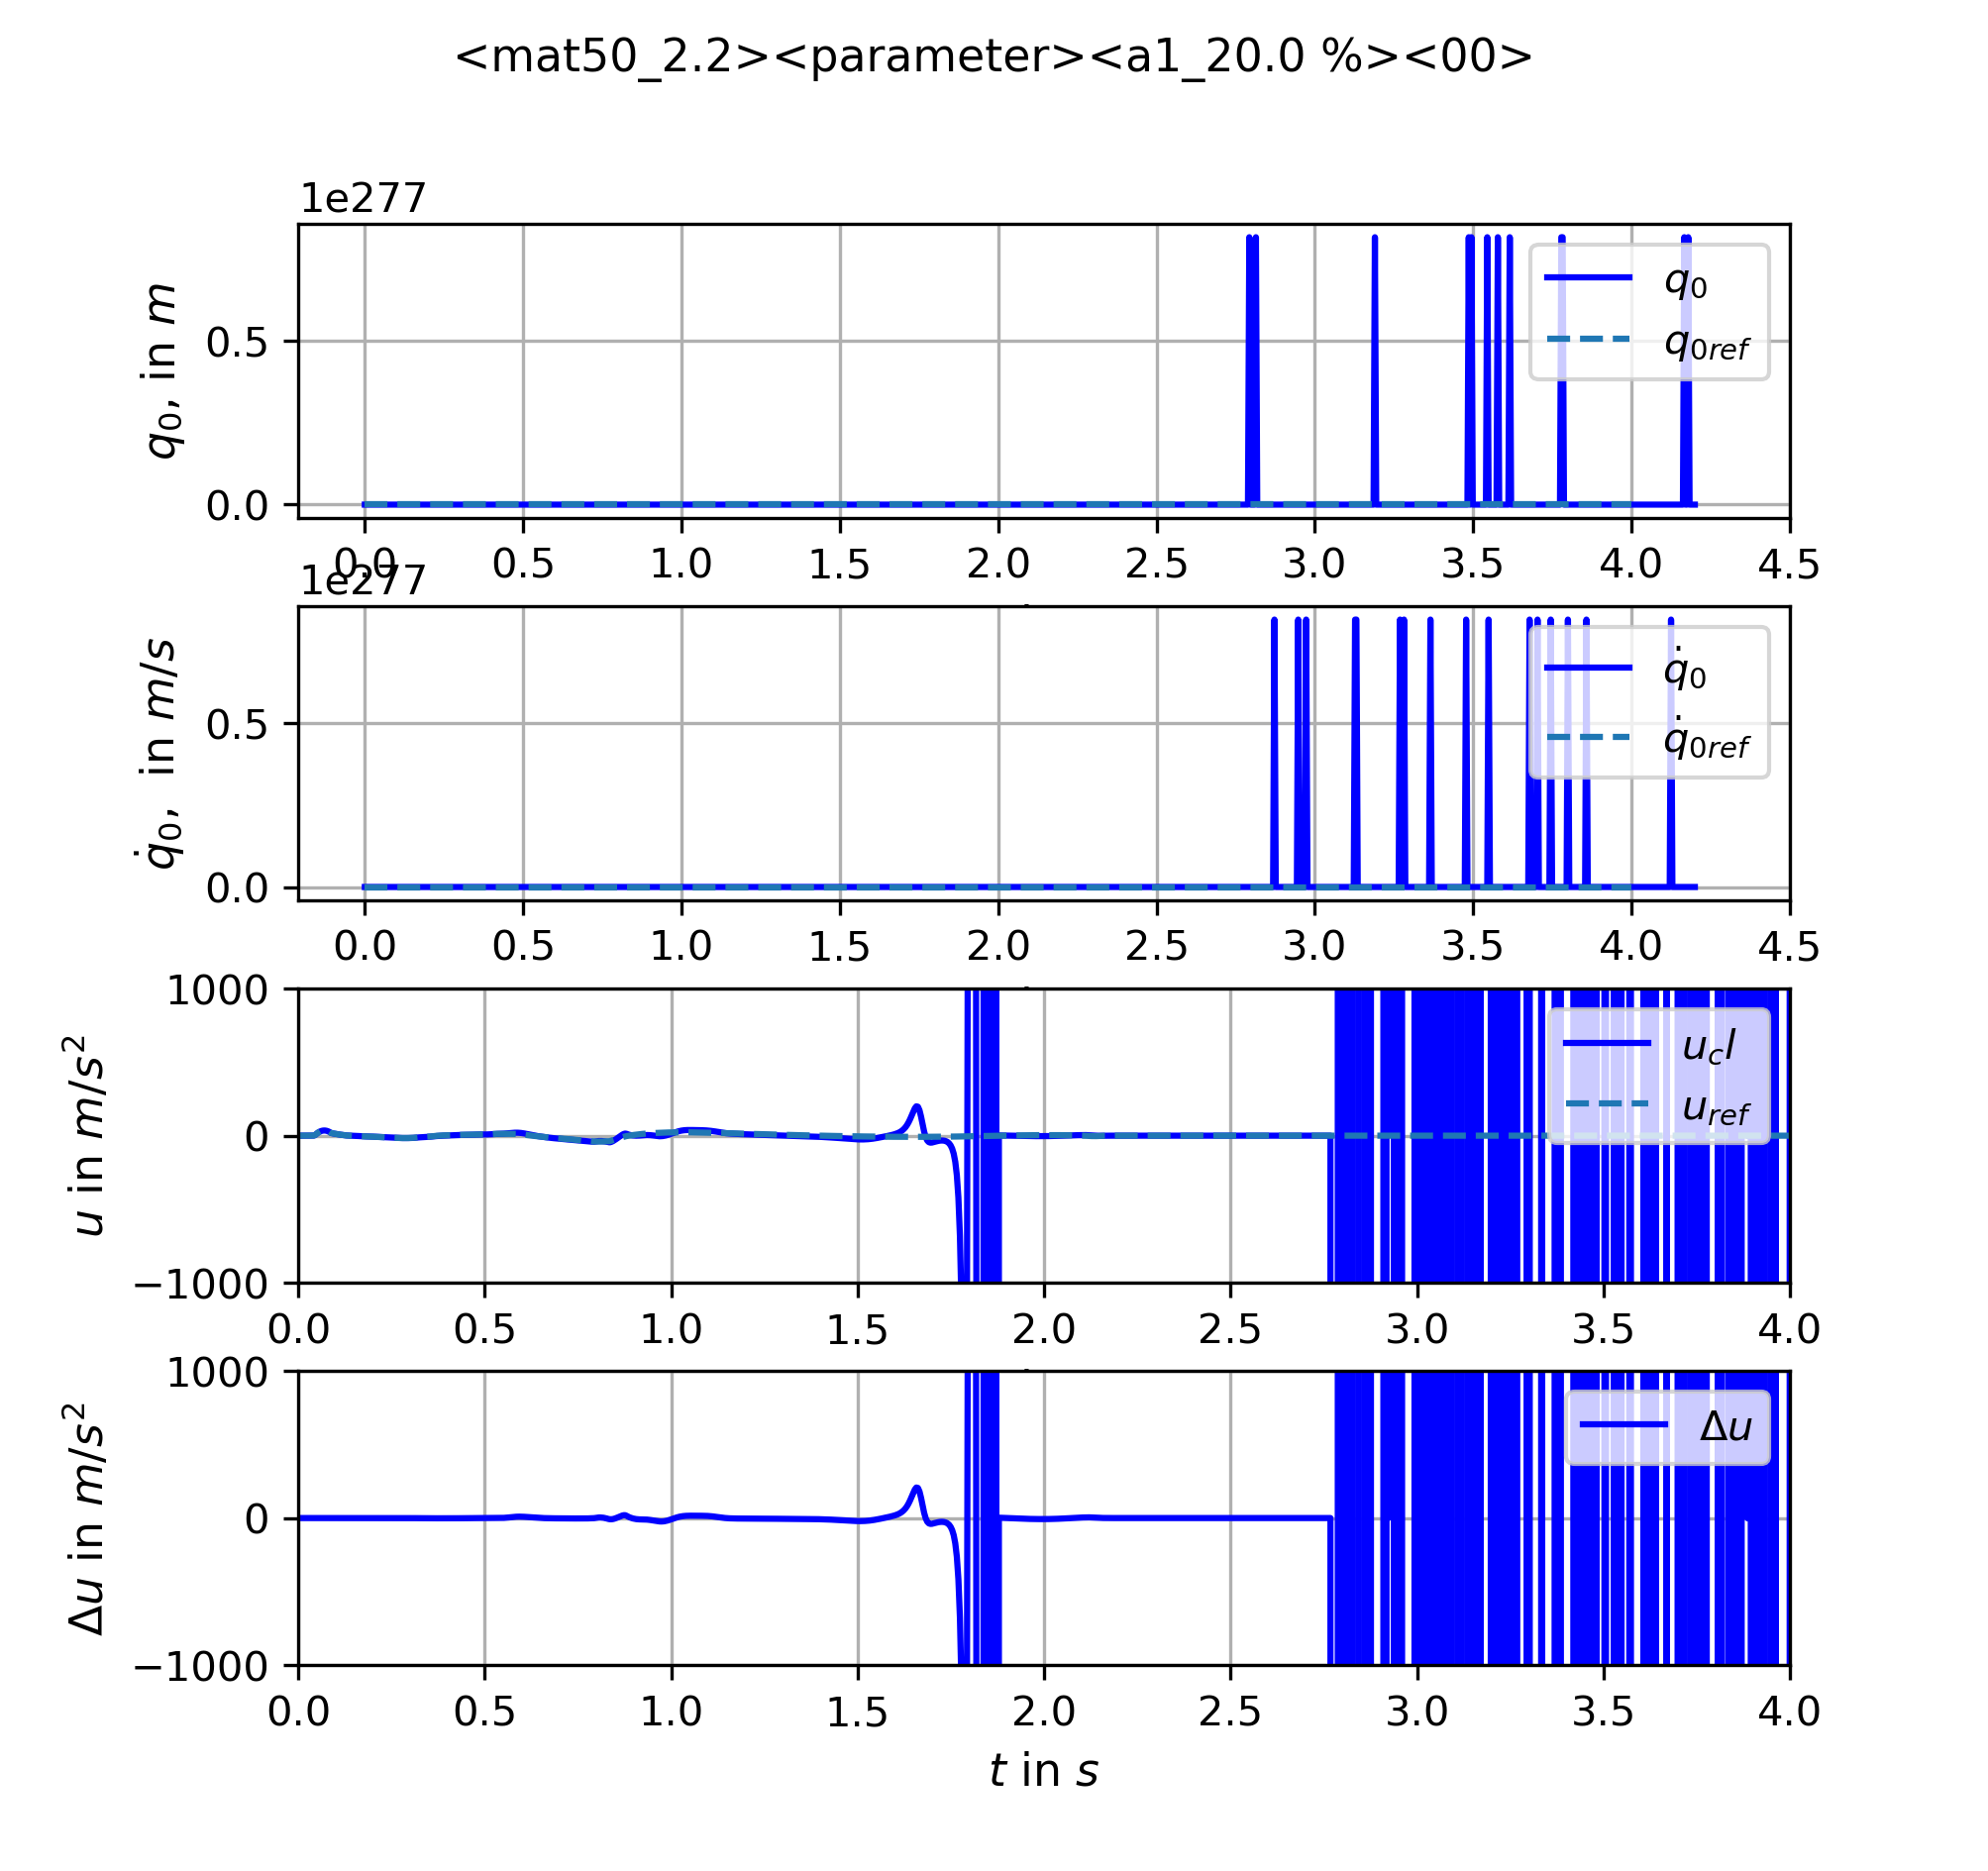 <mat50_2.2><parameter><a1_20.0 %><00>
1e277
q₀, in m
0.5
0.0
q₀
q₀ref
0.0 0.5 1.0 1.5 2.0 2.5 3.0 3.5 4.0 4.5
1e277
q̇₀, in m/s
0.5
0.0
q̇₀
q̇₀ref
0.0 0.5 1.0 1.5 2.0 2.5 3.0 3.5 4.0 4.5
u in m/s²
1000
0
−1000
u_cl
u_ref
0.0 0.5 1.0 1.5 2.0 2.5 3.0 3.5 4.0
Δu in m/s²
1000
0
−1000
Δu
0.0 0.5 1.0 1.5 2.0 2.5 3.0 3.5 4.0
t in s